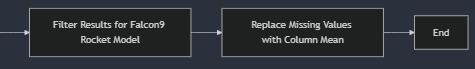 Filter Results for Falcon9
Rocket Model
Replace Missing Values
with Column Mean
End